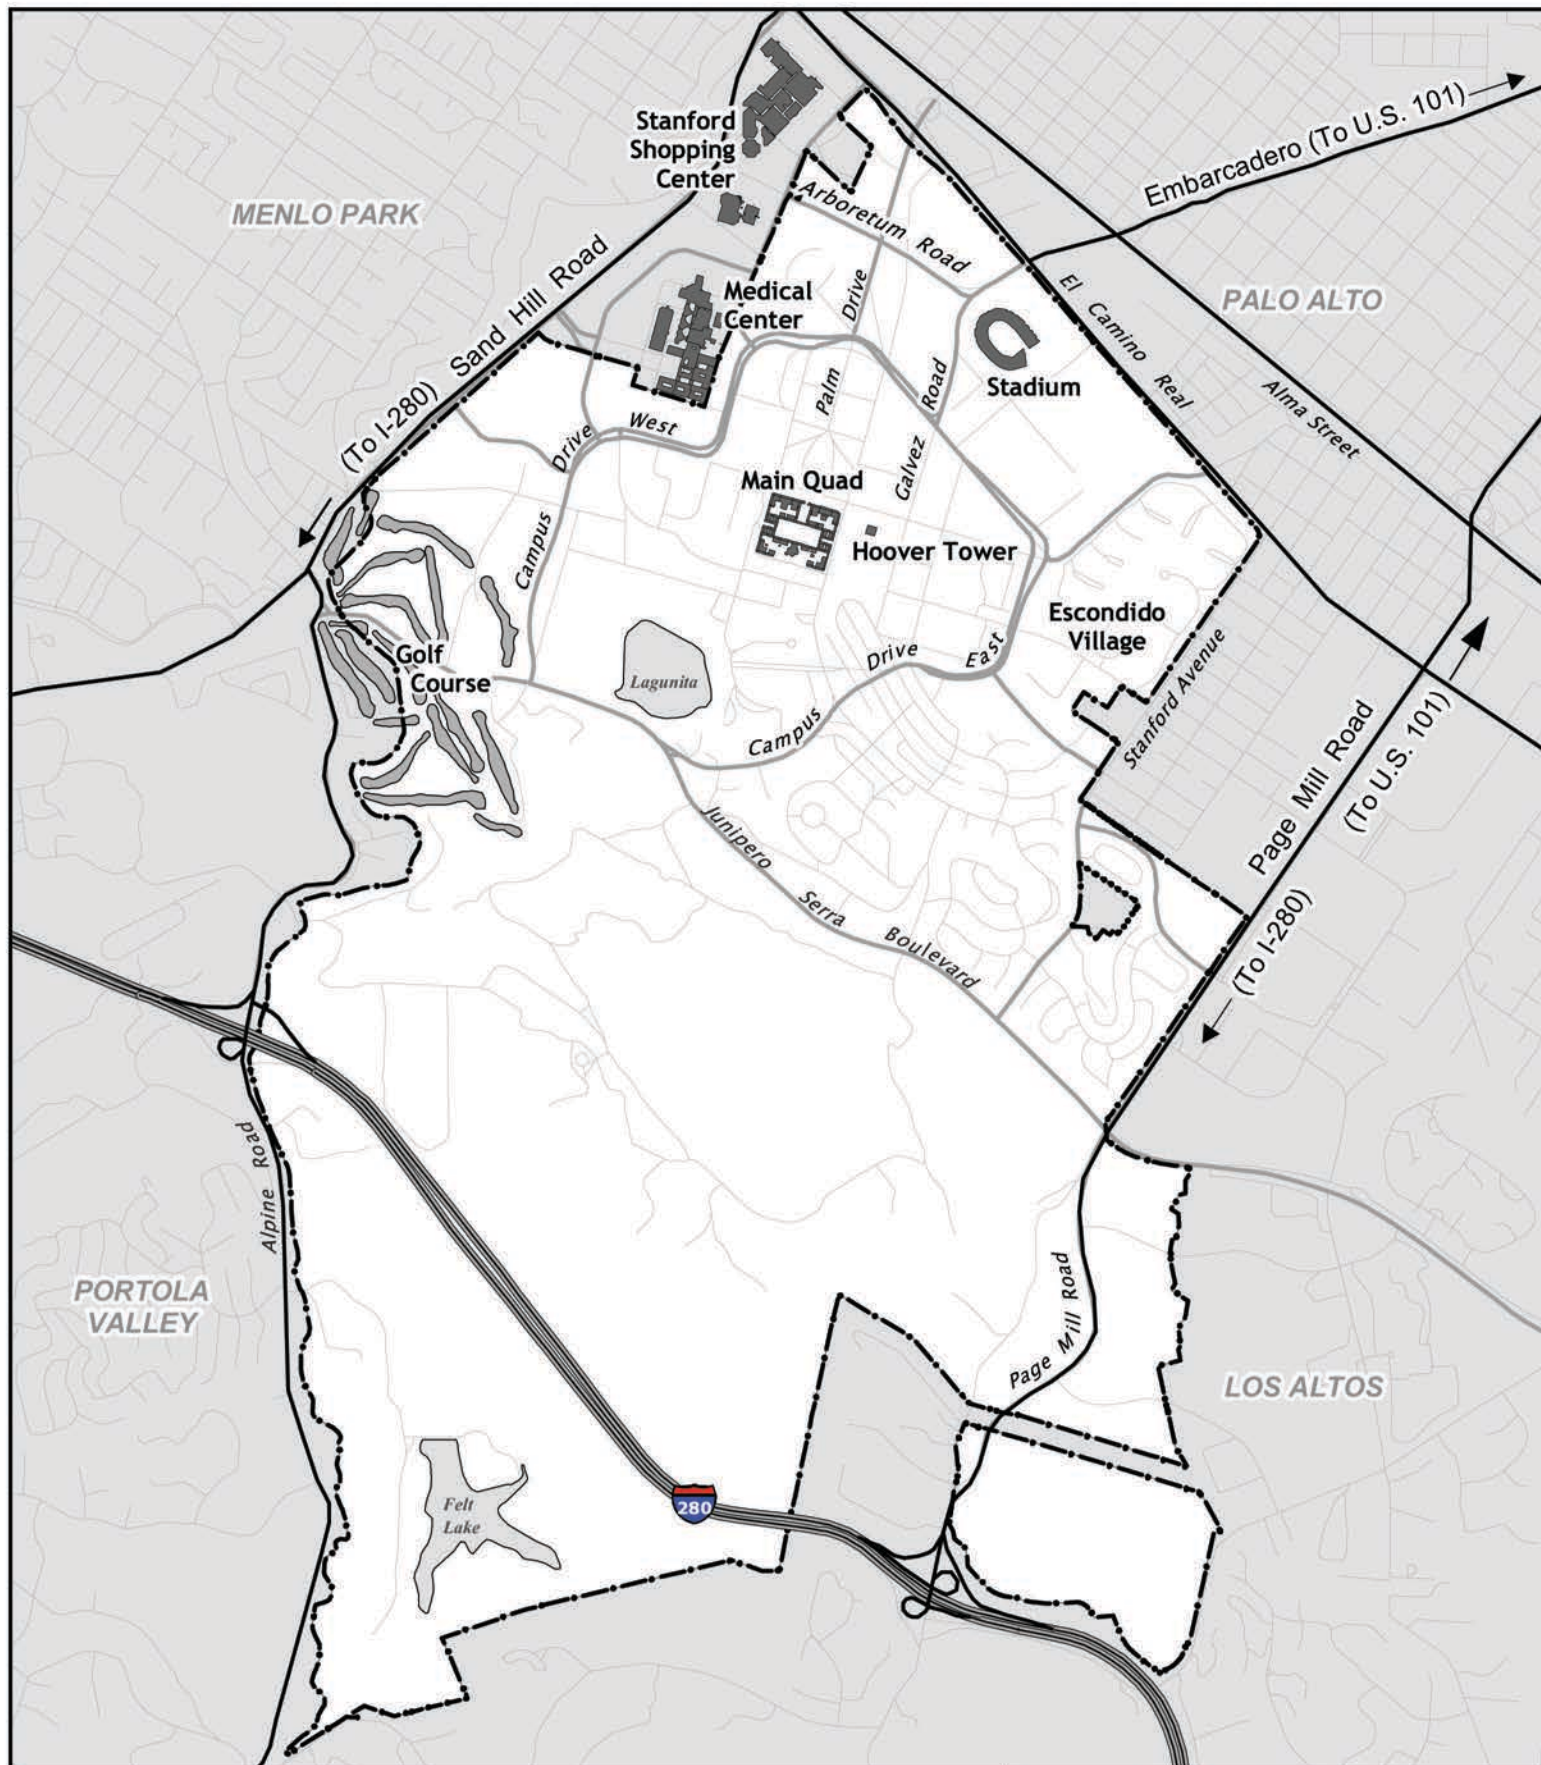 Stanford
Shopping
Center
Embarcadero (To U.S. 101)
MENLO PARK
Arboretum Road
Sand Hill Road
(To I-280)
Medical
Center
Palm Drive
El Camino Real
PALO ALTO
Galvez Road
Stadium
Alma Street
Campus Drive West
Main Quad
Hoover Tower
Escondido
Village
Stanford Avenue
Golf
Course
Lagunita
Campus Drive East
Page Mill Road
(To U.S. 101)
(To I-280)
Junipero Serra Boulevard
Alpine Road
PORTOLA
VALLEY
Page Mill Road
LOS ALTOS
Felt
Lake
280